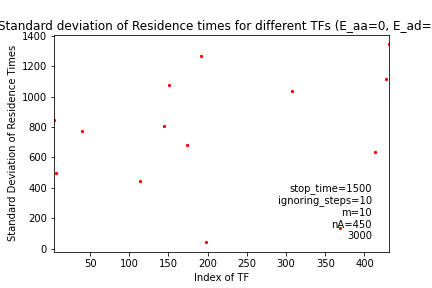 Standard deviation of Residence times for different TFs (E_aa=0, E_ad=
1400
1200
1000
800
600
400
200
0
Standard Deviation of Residence Times
stop_time=1500
ignoring_steps=10
m=10
nA=450
3000
50 100 150 200 250 300 350 400
Index of TF